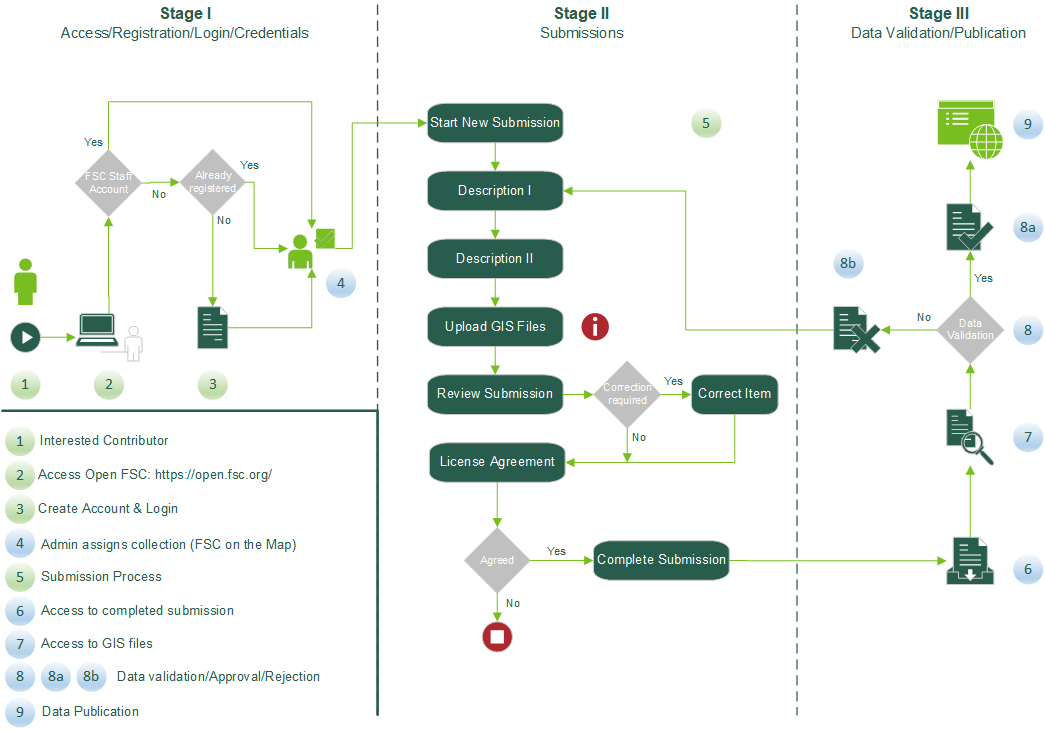 Stage I
Access/Registration/Login/Credentials
Stage II
Submissions
Stage III
Data Validation/Publication
Yes
FSC Staff
Account
No
Already
registered
Yes
No
4
1
2
3
Start New Submission
5
Description I
Description II
Upload GIS Files
i
Review Submission
Correction
required
Yes
Correct Item
No
License Agreement
Agreed
Yes
Complete Submission
No
9
8a
8b
Yes
No
Data
Validation
8
7
6
1 Interested Contributor
2 Access Open FSC: https://open.fsc.org/
3 Create Account & Login
4 Admin assigns collection (FSC on the Map)
5 Submission Process
6 Access to completed submission
7 Access to GIS files
8 8a 8b Data validation/Approval/Rejection
9 Data Publication